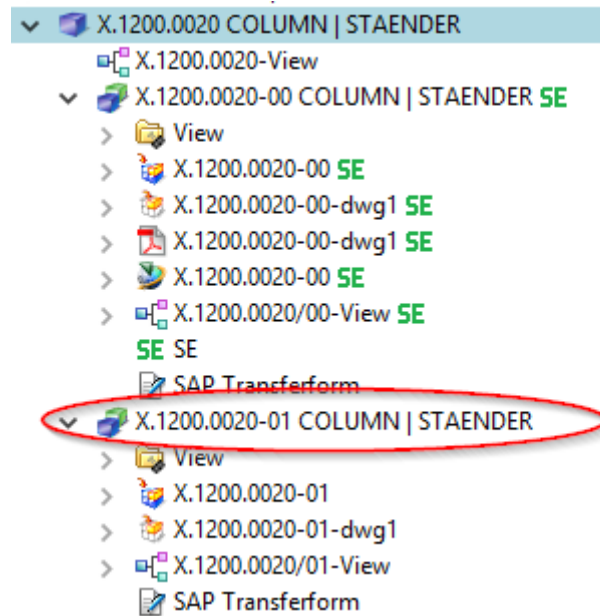 X.1200.0020 COLUMN | STAENDER
X.1200.0020-View
X.1200.0020-00 COLUMN | STAENDER SE
View
X.1200.0020-00 SE
X.1200.0020-00-dwg1 SE
X.1200.0020-00-dwg1 SE
X.1200.0020-00 SE
X.1200.0020/00-View SE
SE SE
SAP Transferform
X.1200.0020-01 COLUMN | STAENDER
View
X.1200.0020-01
X.1200.0020-01-dwg1
X.1200.0020/01-View
SAP Transferform